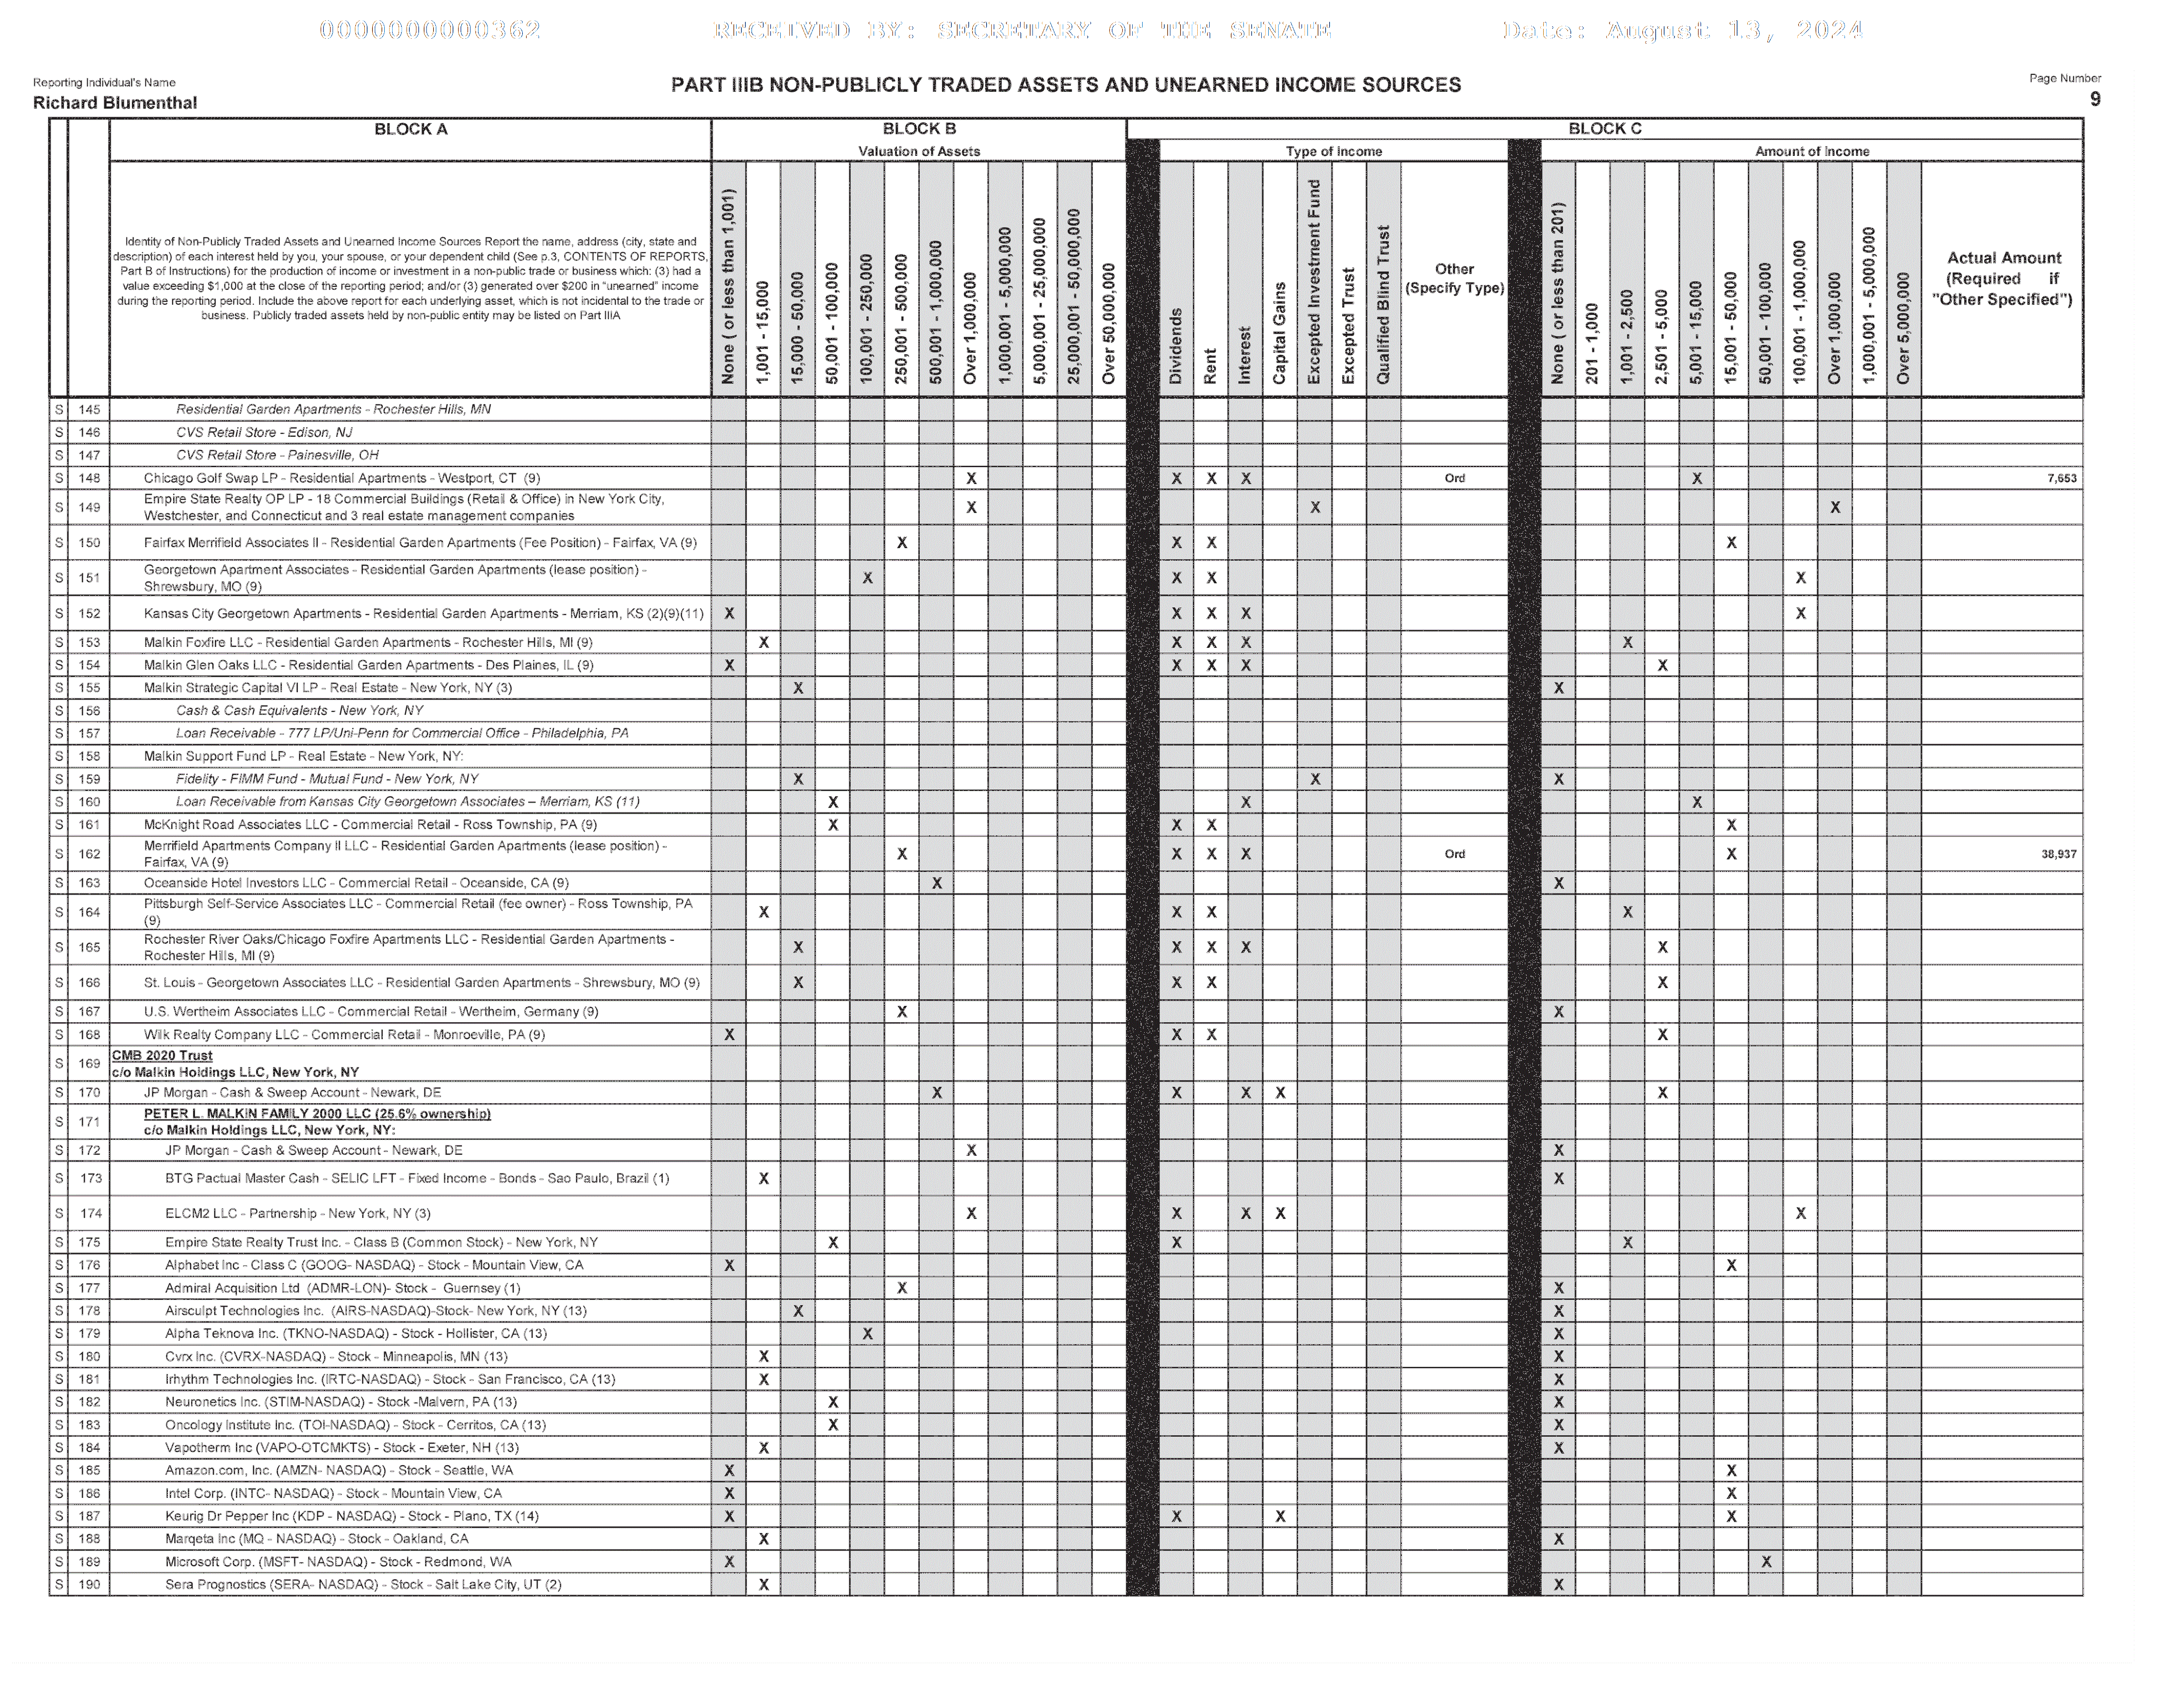 0000000000362 RECEIVED BY: SECRETARY OF THE SENATE Date: August 13, 2024
Reporting Individual's Name
Richard Blumenthal
PART IIIB NON-PUBLICLY TRADED ASSETS AND UNEARNED INCOME SOURCES
Page Number
9
BLOCK A BLOCK B BLOCK C
Valuation of Assets Type of Income Amount of Income
Identity of Non-Publicly Traded Assets and Unearned Income Sources Report the name, address (city, state and
description) of each interest held by you, your spouse, or your dependent child (See p.3, CONTENTS OF REPORTS,
Part B of Instructions) for the production of income or investment in a non-public trade or business which: (3) had a
value exceeding $1,000 at the close of the reporting period; and/or (3) generated over $200 in "unearned" income
during the reporting period. Include the above report for each underlying asset, which is not incidental to the trade or
business. Publicly traded assets held by non-public entity may be listed on Part IIIA
None ( or less than 1,001)
1,001 - 15,000
15,000 - 50,000
50,001 - 100,000
100,001 - 250,000
250,001 - 500,000
500,001 - 1,000,000
Over 1,000,000
1,000,001 - 5,000,000
5,000,001 - 25,000,000
25,000,001 - 50,000,000
Over 50,000,000
Dividends
Rent
Interest
Capital Gains
Excepted Investment Fund
Excepted Trust
Qualified Blind Trust
Other
(Specify Type)
None ( or less than 201)
201 - 1,000
1,001 - 2,500
2,501 - 5,000
5,001 - 15,000
15,001 - 50,000
50,001 - 100,000
100,001 - 1,000,000
Over 1,000,000
1,000,001 - 5,000,000
Over 5,000,000
Actual Amount
(Required if
"Other Specified")
S 145 Residential Garden Apartments - Rochester Hills, MN
S 146 CVS Retail Store - Edison, NJ
S 147 CVS Retail Store - Painesville, OH
S 148 Chicago Golf Swap LP - Residential Apartments - Westport, CT (9) X X X X Ord X 7,653
S 149 Empire State Realty OP LP - 18 Commercial Buildings (Retail & Office) in New York City,
Westchester, and Connecticut and 3 real estate management companies X X X
S 150 Fairfax Merrifield Associates II - Residential Garden Apartments (Fee Position) - Fairfax, VA (9) X X X X
S 151 Georgetown Apartment Associates - Residential Garden Apartments (lease position) -
Shrewsbury, MO (9) X X X X
S 152 Kansas City Georgetown Apartments - Residential Garden Apartments - Merriam, KS (2)(9)(11) X X X X X
S 153 Malkin Foxfire LLC - Residential Garden Apartments - Rochester Hills, MI (9) X X X X X
S 154 Malkin Glen Oaks LLC - Residential Garden Apartments - Des Plaines, IL (9) X X X X X
S 155 Malkin Strategic Capital VI LP - Real Estate - New York, NY (3) X X
S 156 Cash & Cash Equivalents - New York, NY
S 157 Loan Receivable - 777 LP/Uni-Penn for Commercial Office - Philadelphia, PA
S 158 Malkin Support Fund LP - Real Estate - New York, NY:
S 159 Fidelity - FIMM Fund - Mutual Fund - New York, NY X X X
S 160 Loan Receivable from Kansas City Georgetown Associates – Merriam, KS (11) X X X
S 161 McKnight Road Associates LLC - Commercial Retail - Ross Township, PA (9) X X X X
S 162 Merrifield Apartments Company II LLC - Residential Garden Apartments (lease position) -
Fairfax, VA (9) X X X X Ord X 38,937
S 163 Oceanside Hotel Investors LLC - Commercial Retail - Oceanside, CA (9) X X
S 164 Pittsburgh Self-Service Associates LLC - Commercial Retail (fee owner) - Ross Township, PA
(9) X X X X
S 165 Rochester River Oaks/Chicago Foxfire Apartments LLC - Residential Garden Apartments -
Rochester Hills, MI (9) X X X X X
S 166 St. Louis - Georgetown Associates LLC - Residential Garden Apartments - Shrewsbury, MO (9) X X X X
S 167 U.S. Wertheim Associates LLC - Commercial Retail - Wertheim, Germany (9) X X
S 168 Wilk Realty Company LLC - Commercial Retail - Monroeville, PA (9) X X X X
S 169 CMB 2020 Trust
c/o Malkin Holdings LLC, New York, NY
S 170 JP Morgan - Cash & Sweep Account - Newark, DE X X X X X
S 171 PETER L. MALKIN FAMILY 2000 LLC (25.6% ownership)
c/o Malkin Holdings LLC, New York, NY:
S 172 JP Morgan - Cash & Sweep Account - Newark, DE X X
S 173 BTG Pactual Master Cash - SELIC LFT - Fixed Income - Bonds - Sao Paulo, Brazil (1) X X
S 174 ELCM2 LLC - Partnership - New York, NY (3) X X X X X
S 175 Empire State Realty Trust Inc. - Class B (Common Stock) - New York, NY X X X
S 176 Alphabet Inc - Class C (GOOG- NASDAQ) - Stock - Mountain View, CA X X
S 177 Admiral Acquisition Ltd (ADMR-LON)- Stock - Guernsey (1) X X
S 178 Airsculpt Technologies Inc. (AIRS-NASDAQ)-Stock- New York, NY (13) X X
S 179 Alpha Teknova Inc. (TKNO-NASDAQ) - Stock - Hollister, CA (13) X X
S 180 Cvrx Inc. (CVRX-NASDAQ) - Stock - Minneapolis, MN (13) X X
S 181 Irhythm Technologies Inc. (IRTC-NASDAQ) - Stock - San Francisco, CA (13) X X
S 182 Neuronetics Inc. (STIM-NASDAQ) - Stock -Malvern, PA (13) X X
S 183 Oncology Institute Inc. (TOI-NASDAQ) - Stock - Cerritos, CA (13) X X
S 184 Vapotherm Inc (VAPO-OTCMKTS) - Stock - Exeter, NH (13) X X
S 185 Amazon.com, Inc. (AMZN- NASDAQ) - Stock - Seattle, WA X X
S 186 Intel Corp. (INTC- NASDAQ) - Stock - Mountain View, CA X X
S 187 Keurig Dr Pepper Inc (KDP - NASDAQ) - Stock - Plano, TX (14) X X X X
S 188 Marqeta Inc (MQ - NASDAQ) - Stock - Oakland, CA X X
S 189 Microsoft Corp. (MSFT- NASDAQ) - Stock - Redmond, WA X X
S 190 Sera Prognostics (SERA- NASDAQ) - Stock - Salt Lake City, UT (2) X X